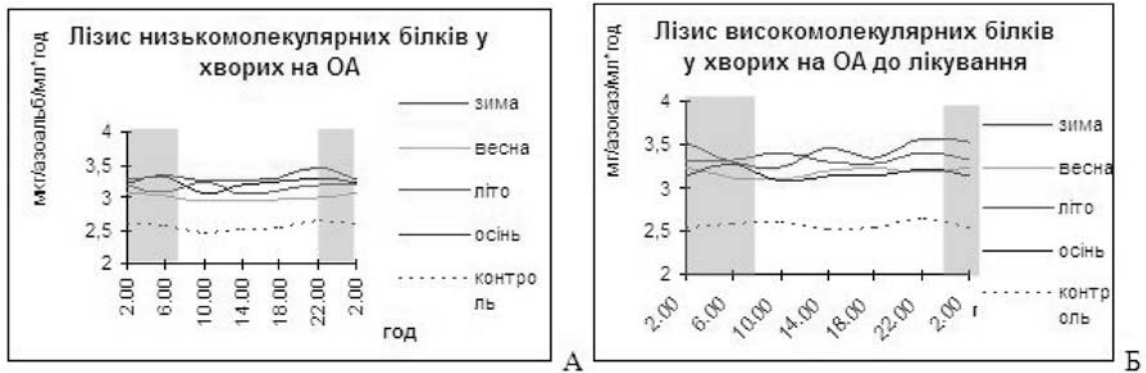 Лізис низькомолекулярних білків у
хворих на ОА
мкг/азоальб/мл*год
4
3,5
3
2,5
2
2.00
6.00
10.00
14.00
18.00
22.00
2.00
год
зима
весна
літо
осінь
контро
ль
А
Лізис високомолекулярних білків
у хворих на ОА до лікування
мг/азоказ/мл*год
4
3,5
3
2,5
2
2.00
6.00
10.00
14.00
18.00
22.00
2.00
зима
весна
літо
осінь
контр
оль
Б